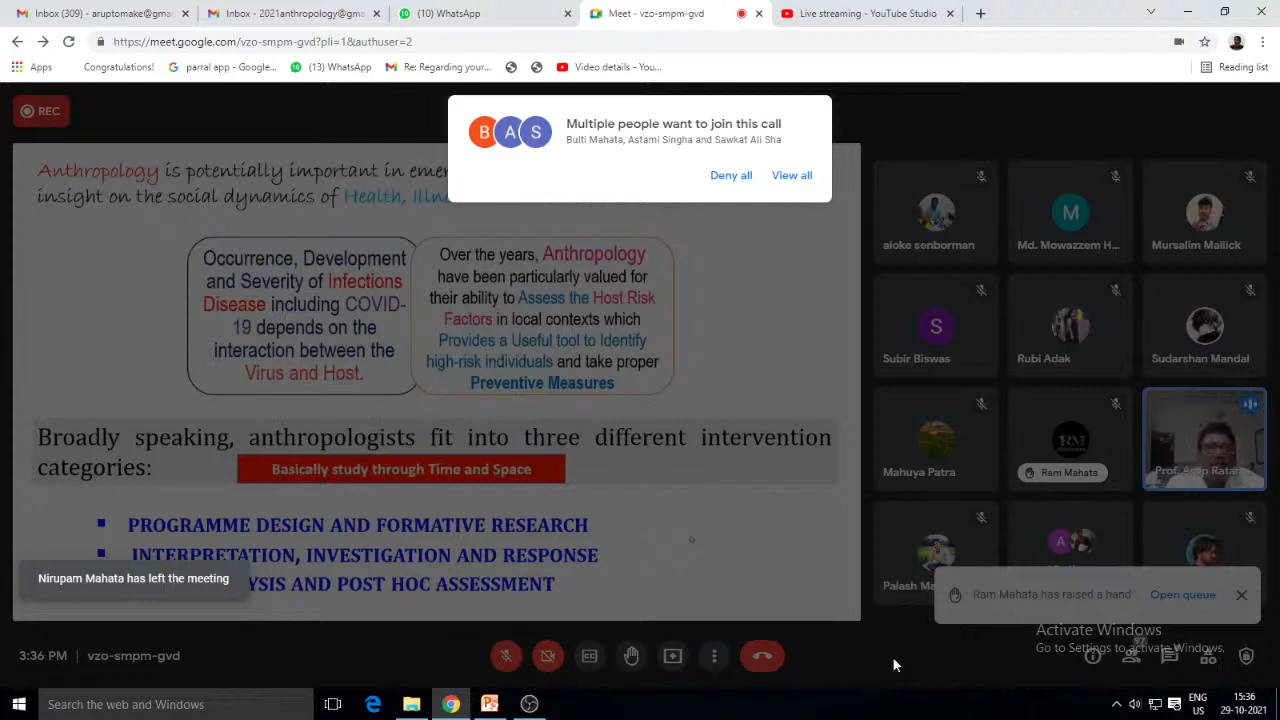 Inbox (309) - aruptomake@gma
Inbox - 2021anthropology@gma
(10) WhatsApp
Meet - vzo-smpm-gvd
Live streaming - YouTube Studio
https://meet.google.com/vzo-smpm-gvd?pli=1&authuser=2
Apps
Congratulations!
parral app - Google...
(13) WhatsApp
Re: Regarding your...
Video details - You...
Reading list
REC
B A S
Multiple people want to join this call
Bulti Mahata, Astami Singha and Sawkat Ali Sha
Deny all
View all
Anthropology is potentially important in emer
insight on the social dynamics of Health, Illn
Occurrence, Development
and Severity of Infections
Disease including COVID-
19 depends on the
interaction between the
Virus and Host.
Over the years, Anthropology
have been particularly valued for
their ability to Assess the Host Risk
Factors in local contexts which
Provides a Useful tool to Identify
high-risk individuals and take proper
Preventive Measures
Broadly speaking, anthropologists fit into three different intervention
categories:
Basically study through Time and Space
PROGRAMME DESIGN AND FORMATIVE RESEARCH
INTERPRETATION, INVESTIGATION AND RESPONSE
YSIS AND POST HOC ASSESSMENT
Nirupam Mahata has left the meeting
aloke senborman
M
Md. Mowazzem H...
Mursalim Mallick
S
Subir Biswas
Rubi Adak
Sudarshan Mandal
Mahuya Patra
RM
Ram Mahata
Prof. Arup Ratan
Palash Ma
A
Ram Mahata has raised a hand
Open queue
Activate Windows
Go to Settings to activate Windows.
97
3:36 PM | vzo-smpm-gvd
Search the web and Windows
ENG
US
15:36
29-10-2021